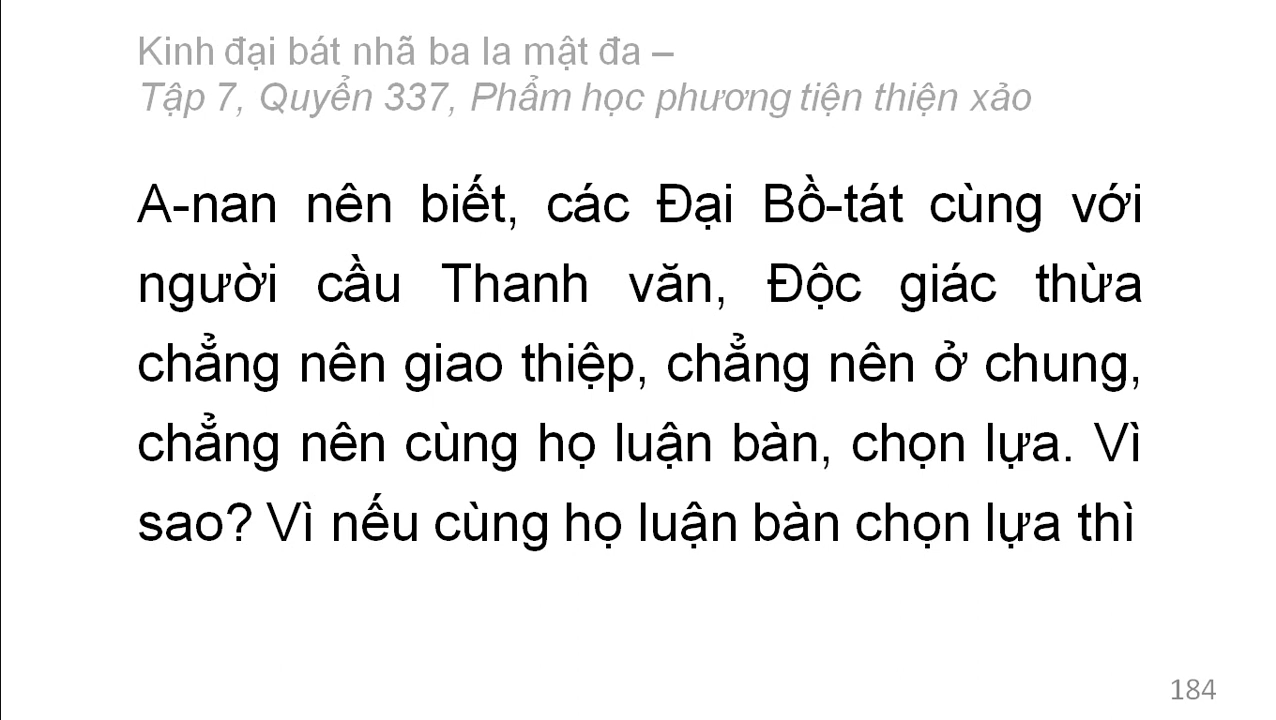 Kinh đại bát nhã ba la mật đa –
Tập 7, Quyển 337, Phẩm học phương tiện thiện xảo
A-nan nên biết, các Đại Bồ-tát cùng với
người cầu Thanh văn, Độc giác thừa
chẳng nên giao thiệp, chẳng nên ở chung,
chẳng nên cùng họ luận bàn, chọn lựa. Vì
sao? Vì nếu cùng họ luận bàn chọn lựa thì
184